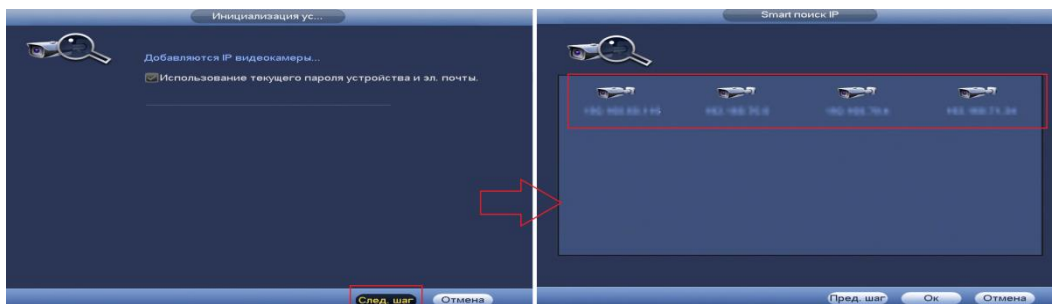 Инициализация ус...
Добавляются IP видеокамеры...
Использование текущего пароля устройства и эл. почты.
След. шаг
Отмена
Smart поиск IP
Пред. шаг
Ок
Отмена